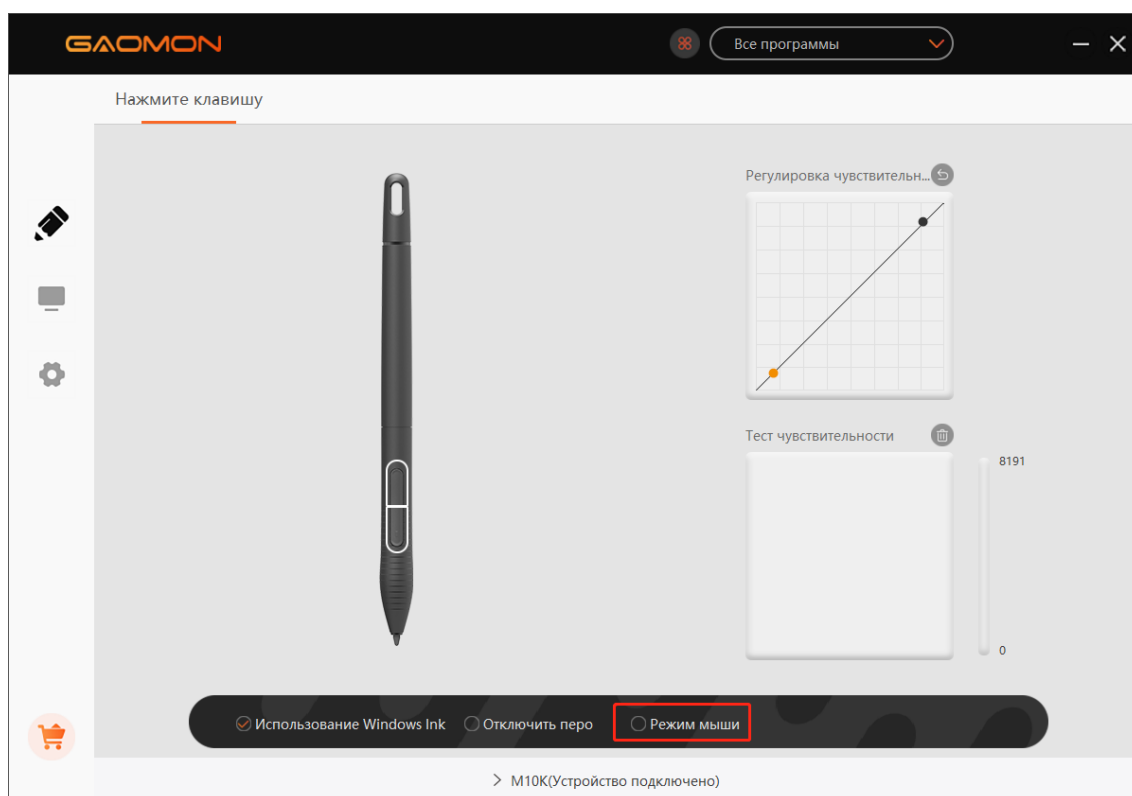 GAOMON
Все программы
Нажмите клавишу
Регулировка чувствительн...
Тест чувствительности
8191
0
Использование Windows Ink
Отключить перо
Режим мыши
M10K(Устройство подключено)